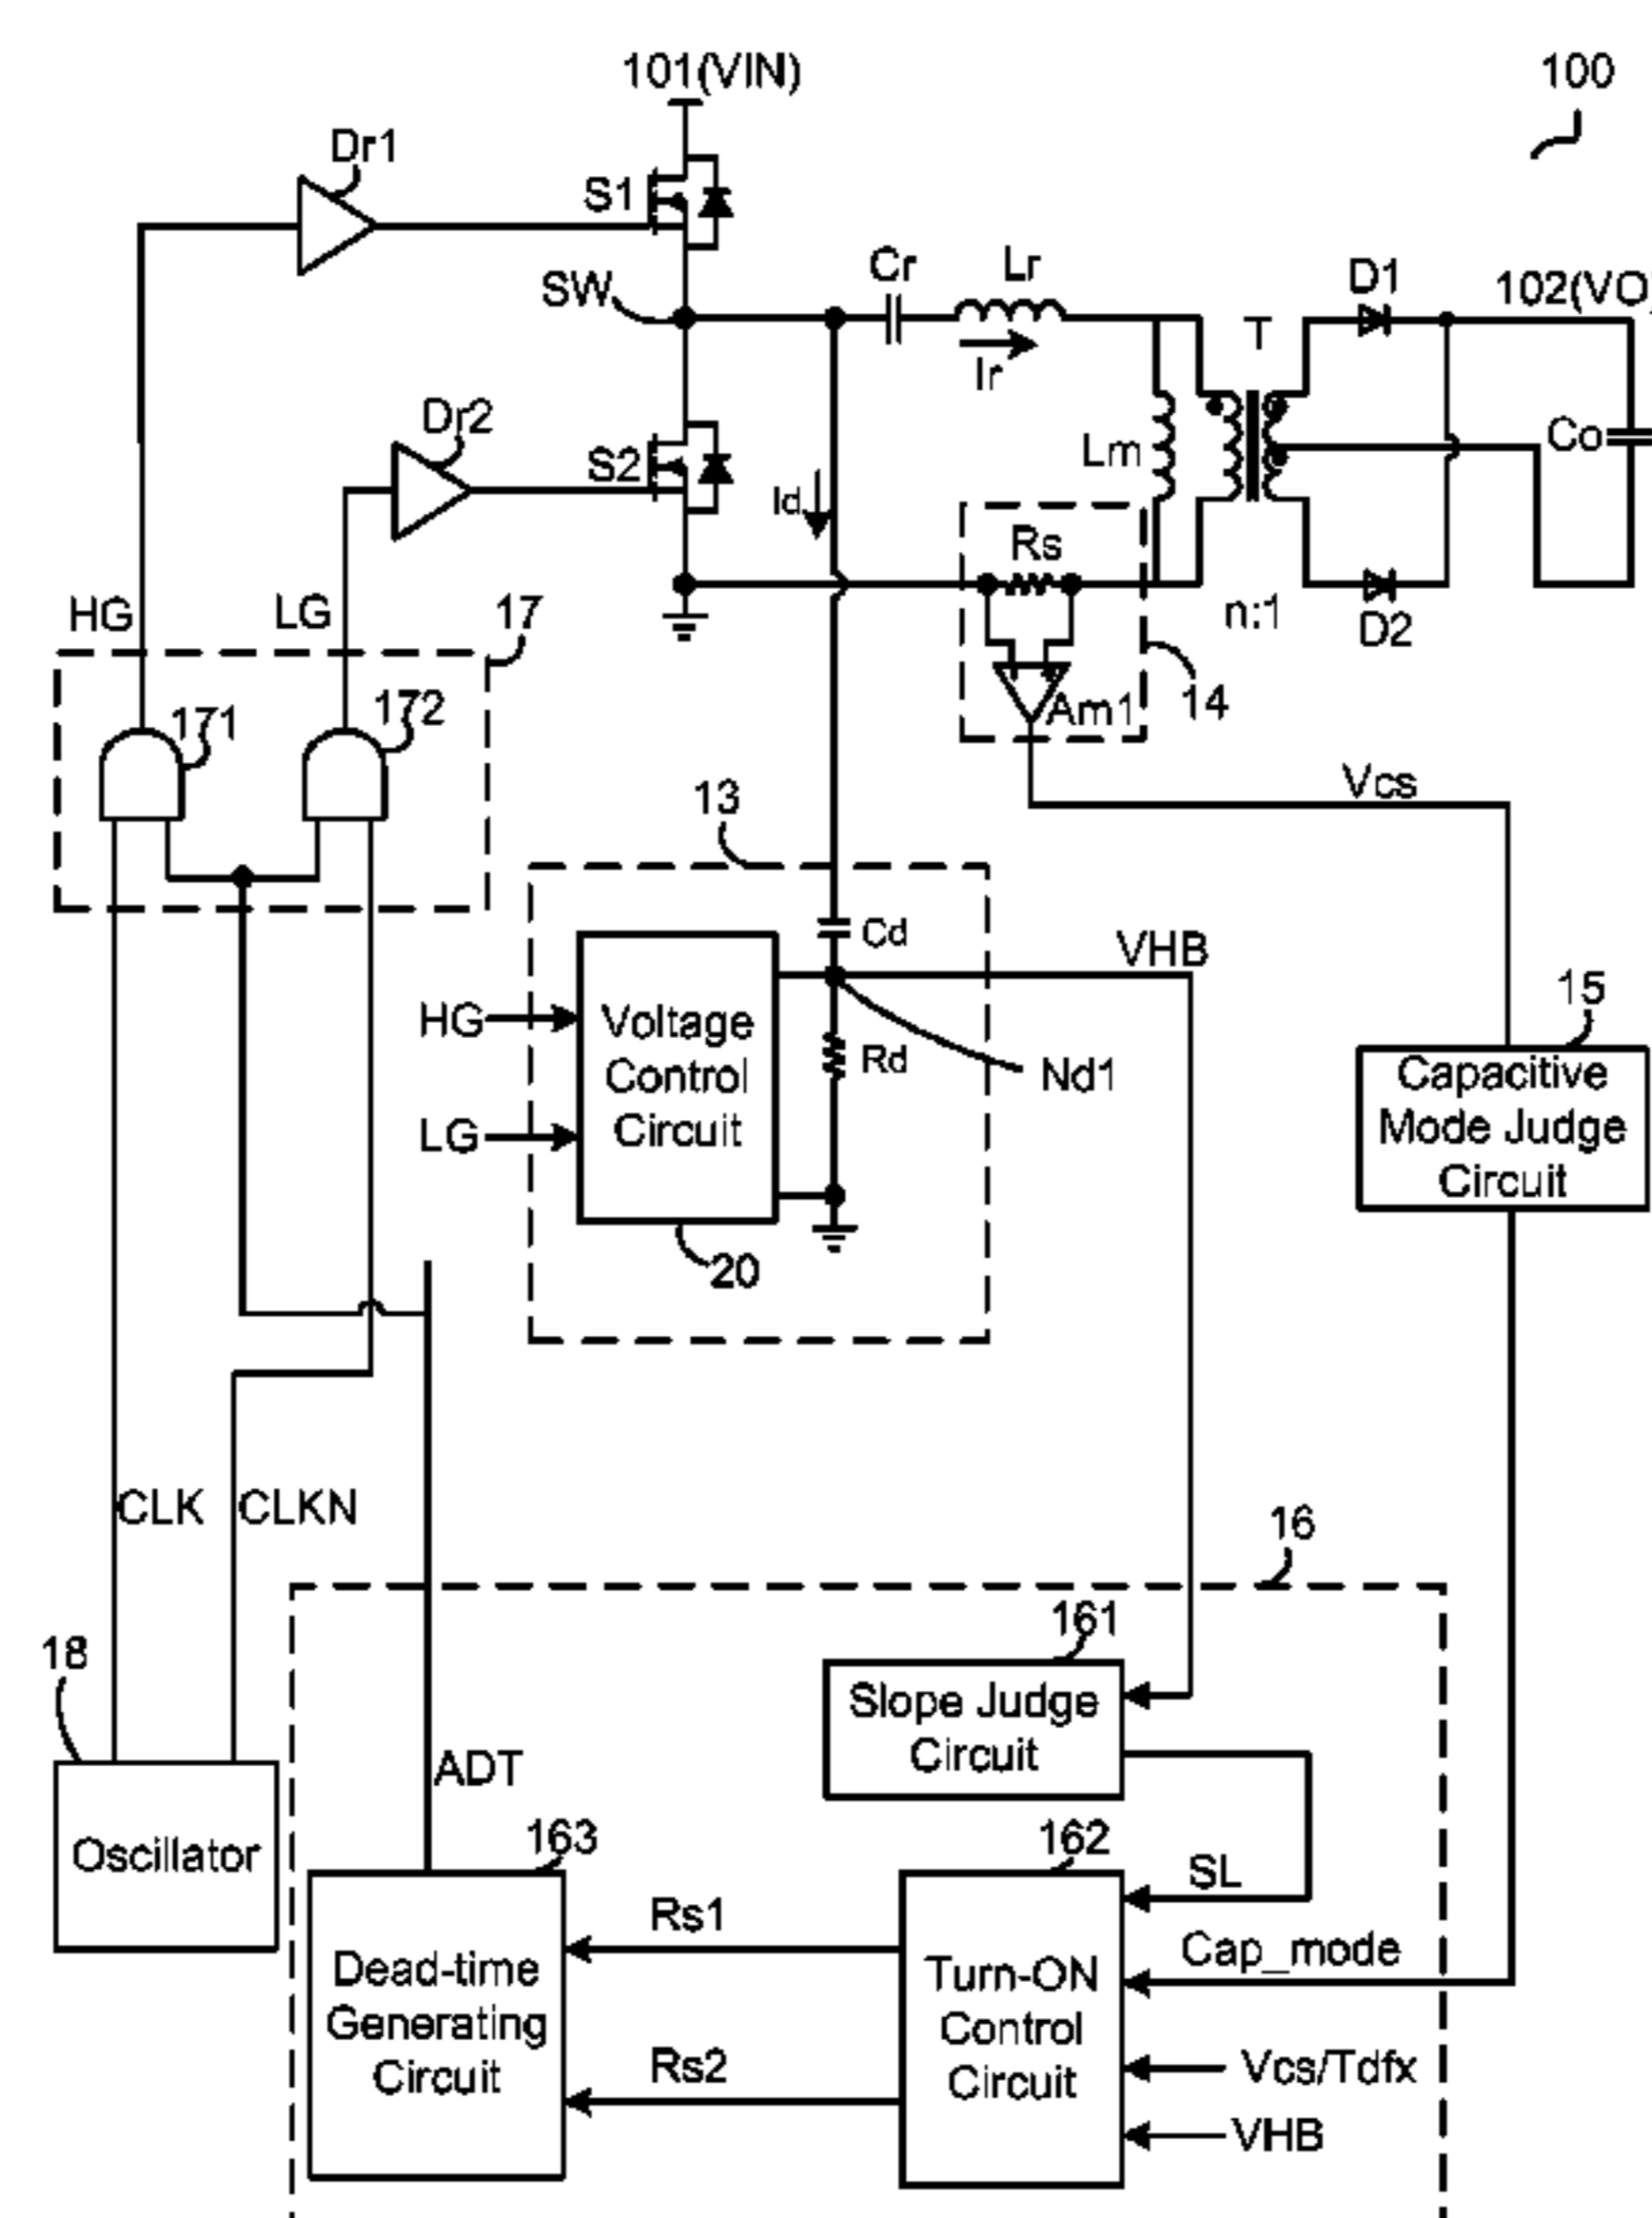 101(VIN)
100
Dr1
S1
SW
Cr
Lr
Ir
T
D1
102(VO
Dr2
S2
Id
Lm
Co
Rs
n:1
D2
HG
LG
17
14
Am1
171
172
Vcs
13
Cd
VHB
15
HG
Voltage
Control
Circuit
Rd
Nd1
LG
Capacitive
Mode Judge
Circuit
20
CLK
CLKN
16
161
18
Slope Judge
Circuit
ADT
163
162
Oscillator
SL
Rs1
Cap_mode
Dead-time
Generating
Circuit
Turn-ON
Control
Circuit
Rs2
Vcs/Tdfx
VHB